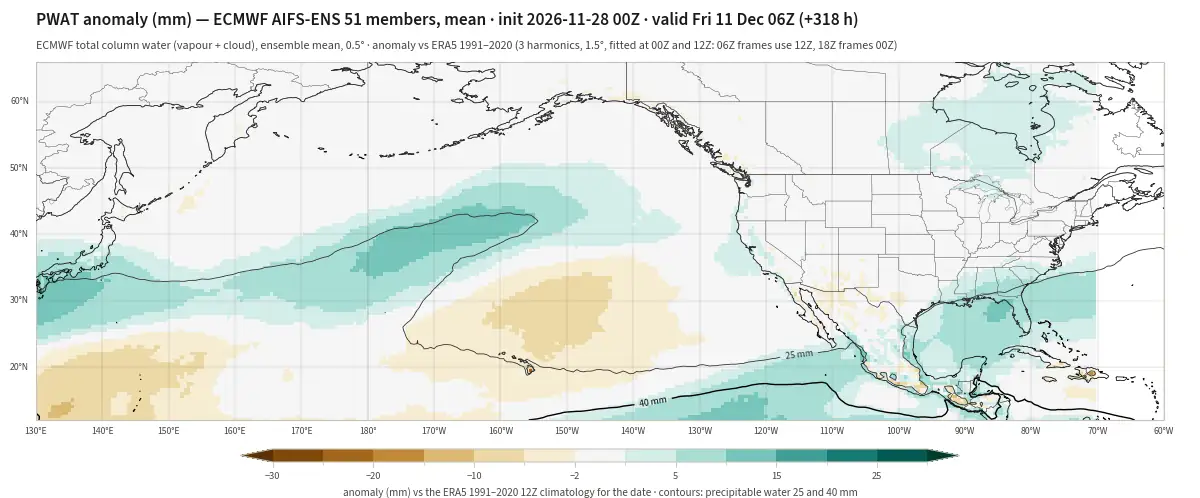 PWAT anomaly (mm) — ECMWF AIFS-ENS 51 members, mean · init 2026-11-28 00Z · valid Fri 11 Dec 06Z (+318 h)
ECMWF total column water (vapour + cloud), ensemble mean, 0.5° · anomaly vs ERA5 1991–2020 (3 harmonics, 1.5°, fitted at 00Z and 12Z: 06Z frames use 12Z, 18Z frames 00Z)
60°N
50°N
40°N
30°N
20°N
25 mm
40 mm
130°E 140°E 150°E 160°E 170°E 180° 170°W 160°W 150°W 140°W 130°W 120°W 110°W 100°W 90°W 80°W 70°W 60°W
−30 −20 −10 −2 5 15 25
anomaly (mm) vs the ERA5 1991–2020 12Z climatology for the date · contours: precipitable water 25 and 40 mm